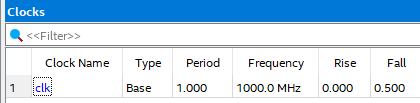 Clocks
<<Filter>>
Clock Name Type Period Frequency Rise Fall
1 clk Base 1.000 1000.0 MHz 0.000 0.500